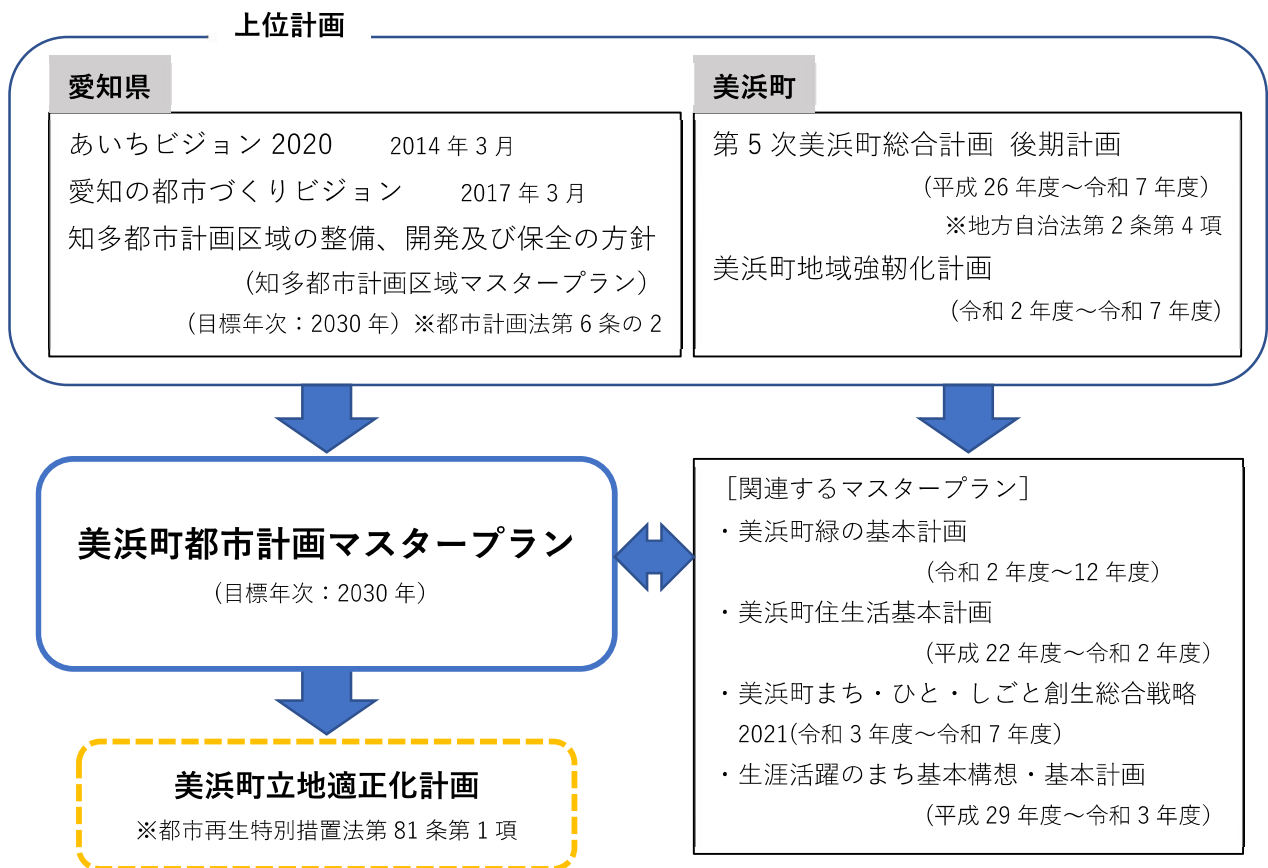 上位計画
愛知県
あいちビジョン 2020 2014 年 3 月
愛知の都市づくりビジョン 2017 年 3 月
知多都市計画区域の整備、開発及び保全の方針
(知多都市計画区域マスタープラン)
(目標年次:2030 年) ※都市計画法第 6 条の 2
美浜町
第 5 次美浜町総合計画 後期計画
(平成 26 年度~令和 7 年度)
※地方自治法第 2 条第 4 項
美浜町地域強靭化計画
(令和 2 年度~令和 7 年度)
美浜町都市計画マスタープラン
(目標年次:2030 年)
[関連するマスタープラン]
・美浜町緑の基本計画
(令和 2 年度~12 年度)
・美浜町住生活基本計画
(平成 22 年度~令和 2 年度)
・美浜町まち・ひと・しごと創生総合戦略
2021(令和 3 年度~令和 7 年度)
・生涯活躍のまち基本構想・基本計画
(平成 29 年度~令和 3 年度)
美浜町立地適正化計画
※都市再生特別措置法第 81 条第 1 項